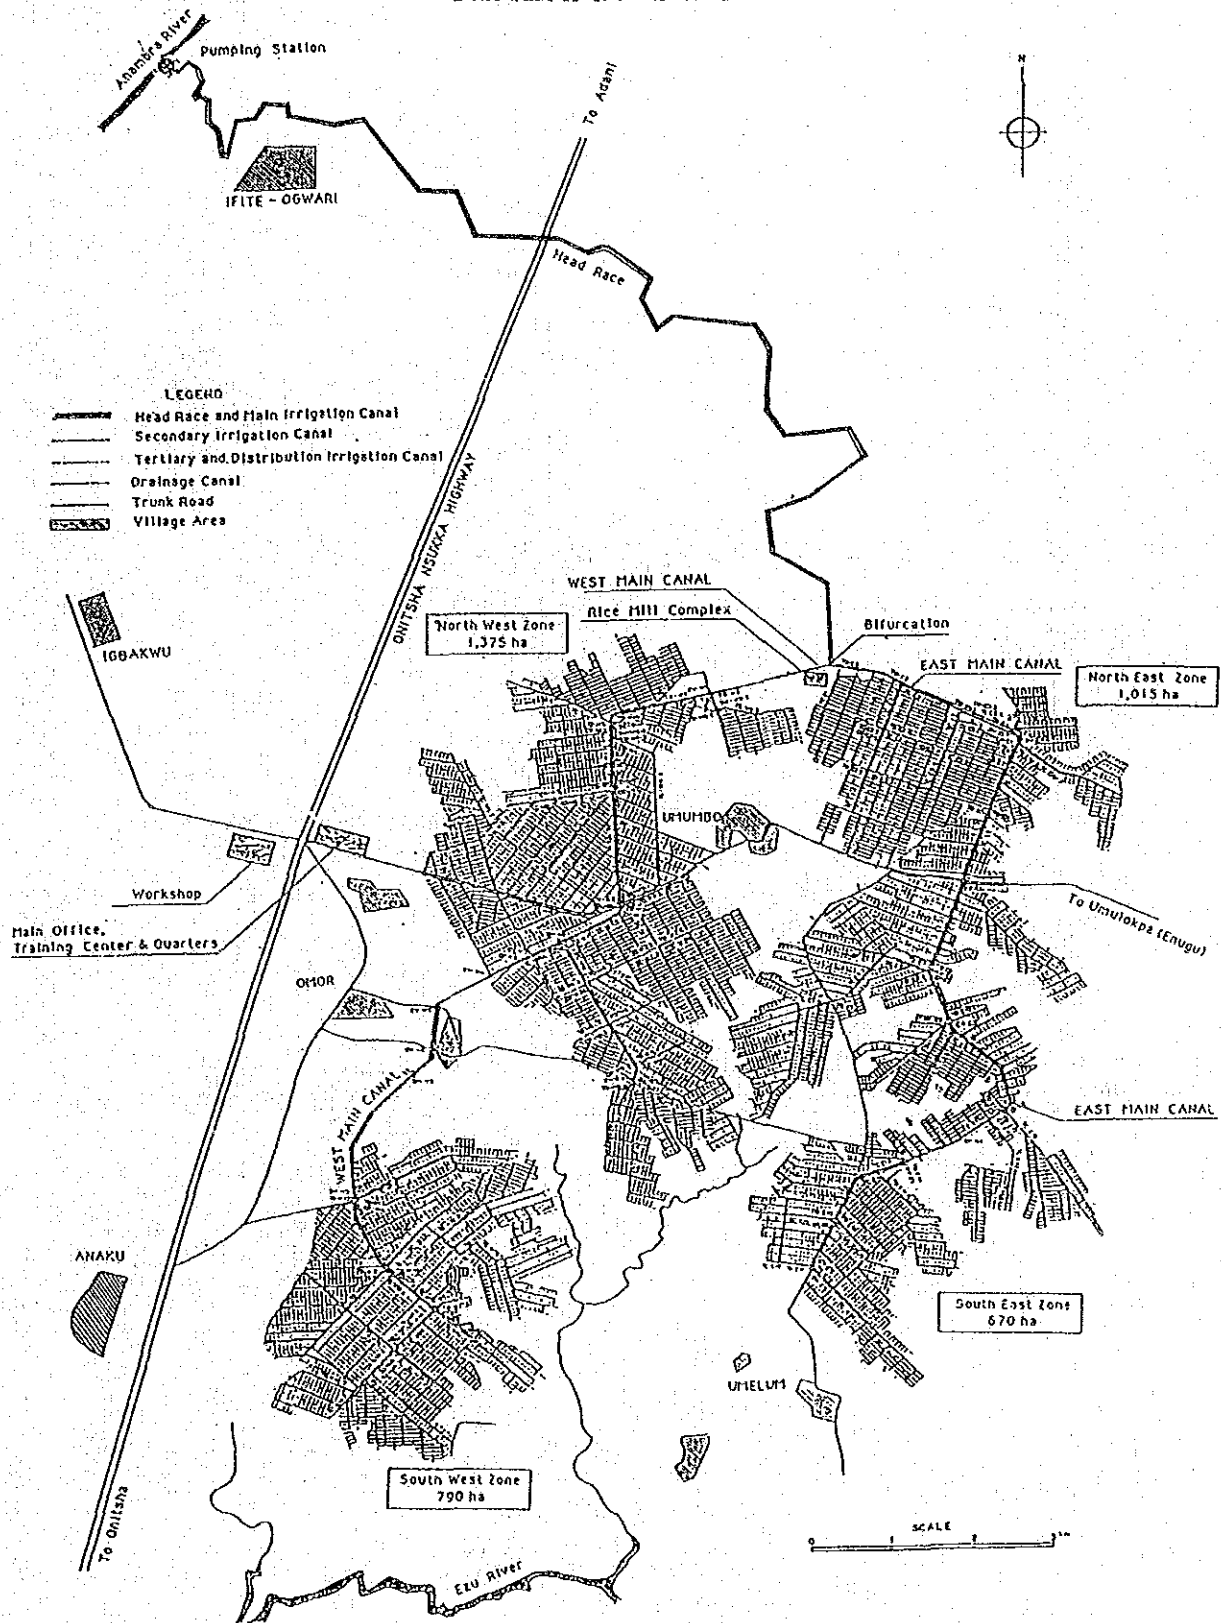 Anambra River
Pumping Station
N
To Adani
IFITE - OGWARI
Head Race
LEGEND
Head Race and Main Irrigation Canal
Secondary Irrigation Canal
Tertiary and Distribution Irrigation Canal
Drainage Canal
Trunk Road
Village Area
ONITSHA NSUKKA HIGHWAY
WEST MAIN CANAL
Rice Mill Complex
Bifurcation
North West Zone
1,375 ha
IGBAKWU
EAST MAIN CANAL
North East Zone
1,015 ha
UMUMBO
Workshop
Main Office,
Training Center & Quarters
To Umulokpa (Enugu)
OMOR
WEST MAIN CANAL
EAST MAIN CANAL
ANAKU
South East Zone
670 ha
UMELUM
South West Zone
790 ha
To Onitsha
SCALE
0 1 2 3
Ezu River